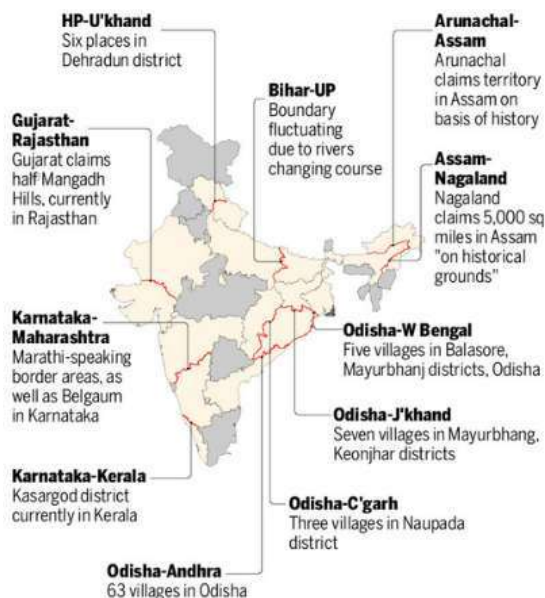 HP-U'khand
Six places in
Dehradun district
Arunachal-
Assam
Arunachal
claims territory
in Assam on
basis of history
Bihar-UP
Boundary
fluctuating
due to rivers
changing course
Gujarat-
Rajasthan
Gujarat claims
half Mangadh
Hills, currently
in Rajasthan
Assam-
Nagaland
Nagaland
claims 5,000 sq
miles in Assam
"on historical
grounds"
Karnataka-
Maharashtra
Marathi-speaking
border areas, as
well as Belgaum
in Karnataka
Odisha-W Bengal
Five villages in Balasore,
Mayurbhanj districts, Odisha
Odisha-J'khand
Seven villages in Mayurbhang,
Keonjhar districts
Karnataka-Kerala
Kasargod district
currently in Kerala
Odisha-C'garh
Three villages in Naupada
district
Odisha-Andhra
63 villages in Odisha